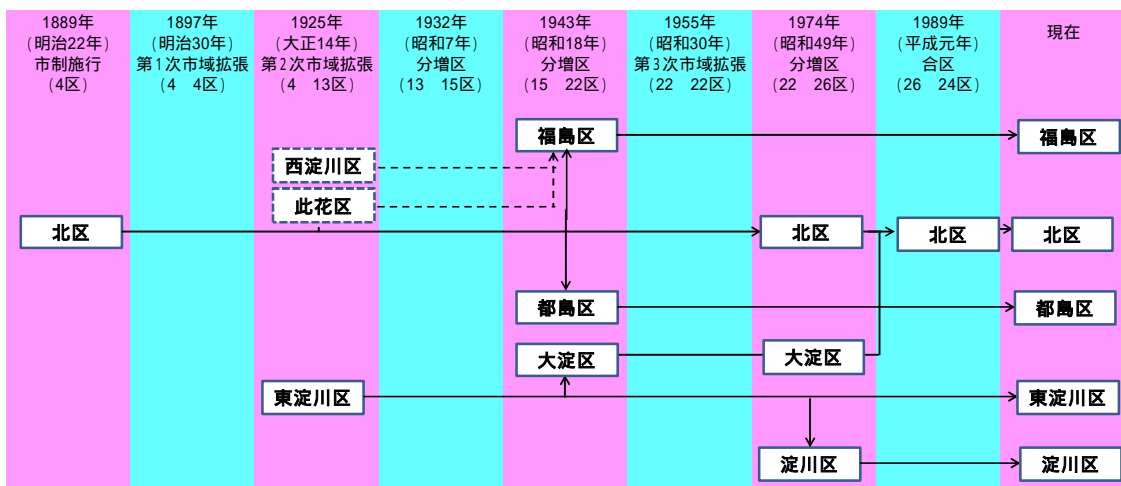 1889年
(明治22年)
市制施行
(4区)
1897年
(明治30年)
第1次市域拡張
(4 4区)
1925年
(大正14年)
第2次市域拡張
(4 13区)
1932年
(昭和7年)
分増区
(13 15区)
1943年
(昭和18年)
分増区
(15 22区)
1955年
(昭和30年)
第3次市域拡張
(22 22区)
1974年
(昭和49年)
分増区
(22 26区)
1989年
(平成元年)
合区
(26 24区)
現在
福島区
福島区
西淀川区
此花区
北区
北区
北区
北区
都島区
都島区
大淀区
大淀区
東淀川区
東淀川区
淀川区
淀川区